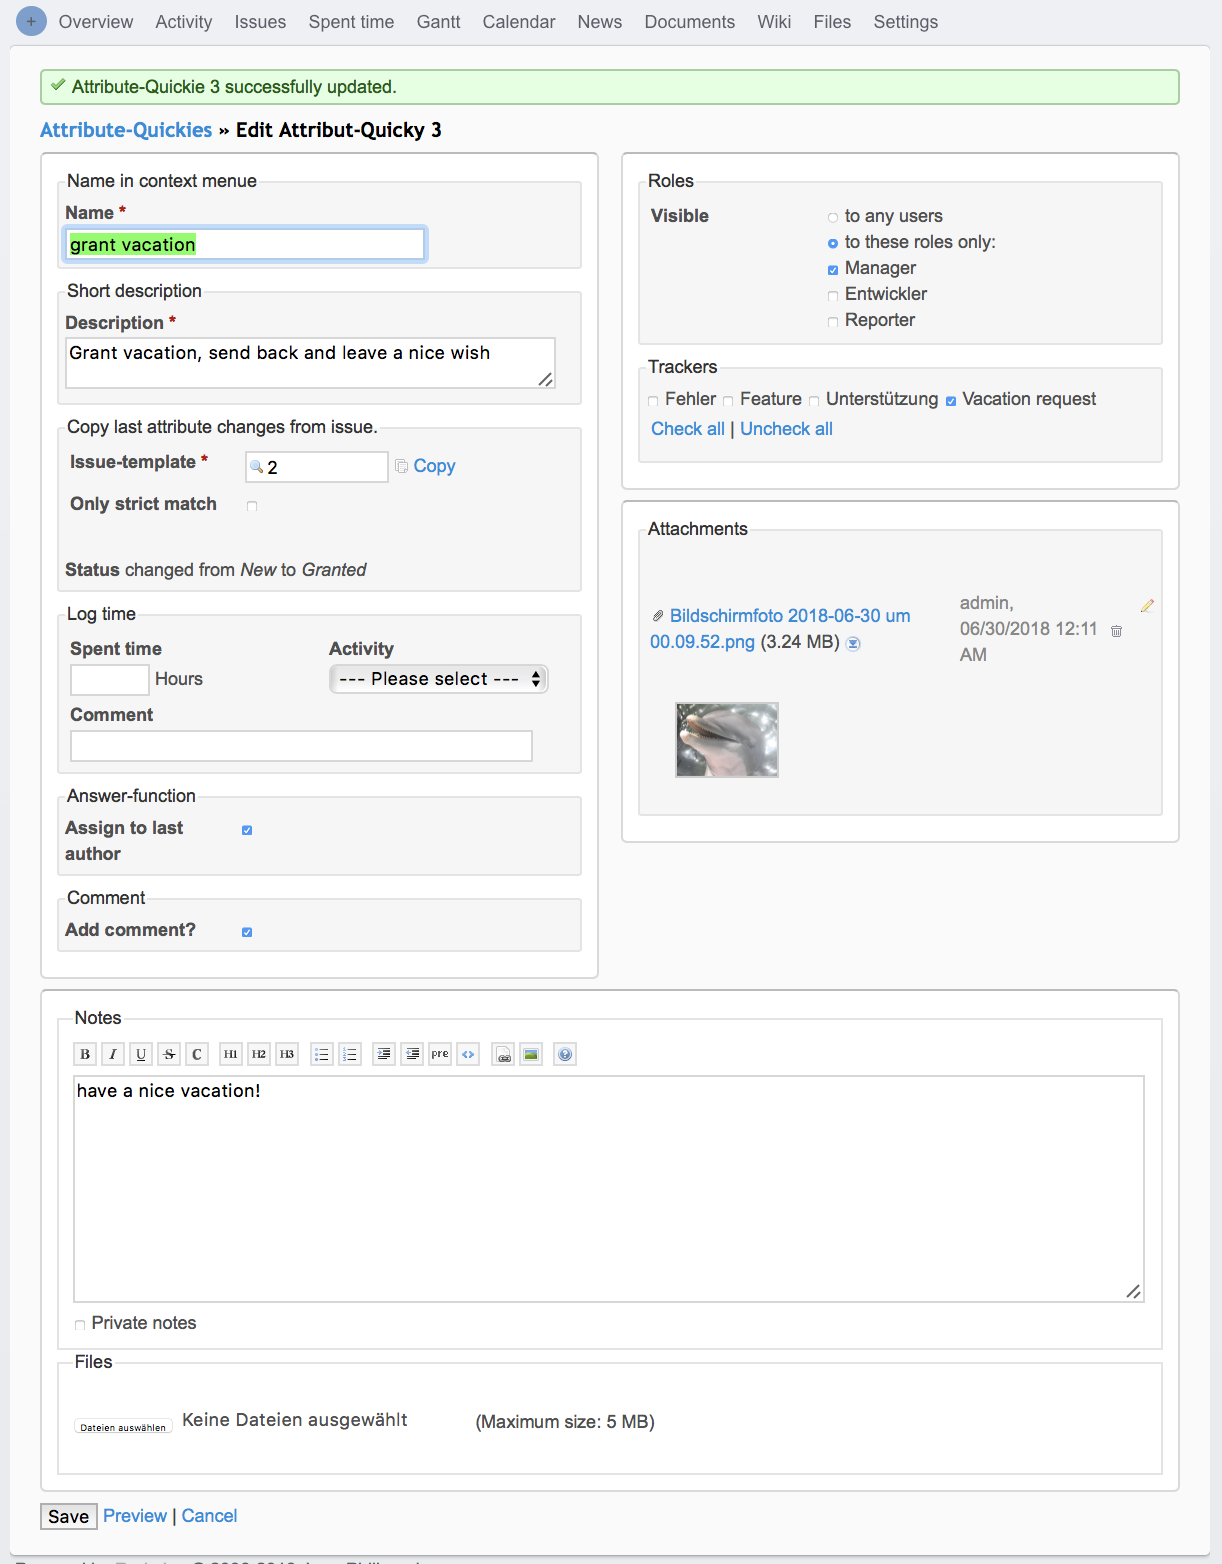 + Overview Activity Issues Spent time Gantt Calendar News Documents Wiki Files Settings
Attribute-Quickie 3 successfully updated.
Attribute-Quickies » Edit Attribut-Quicky 3
Name in context menue
Name *
grant vacation
Short description
Description *
Grant vacation, send back and leave a nice wish
Copy last attribute changes from issue.
Issue-template * 2 Copy
Only strict match
Status changed from New to Granted
Log time
Spent time Activity
Hours --- Please select ---
Comment
Answer-function
Assign to last
author
Comment
Add comment?
Roles
Visible to any users
to these roles only:
Manager
Entwickler
Reporter
Trackers
Fehler Feature Unterstützung Vacation request
Check all | Uncheck all
Attachments
Bildschirmfoto 2018-06-30 um
00.09.52.png (3.24 MB)
admin,
06/30/2018 12:11
AM
Notes
B I U S C H1 H2 H3 pre <>
have a nice vacation!
Private notes
Files
Dateien auswählen Keine Dateien ausgewählt (Maximum size: 5 MB)
Save Preview | Cancel